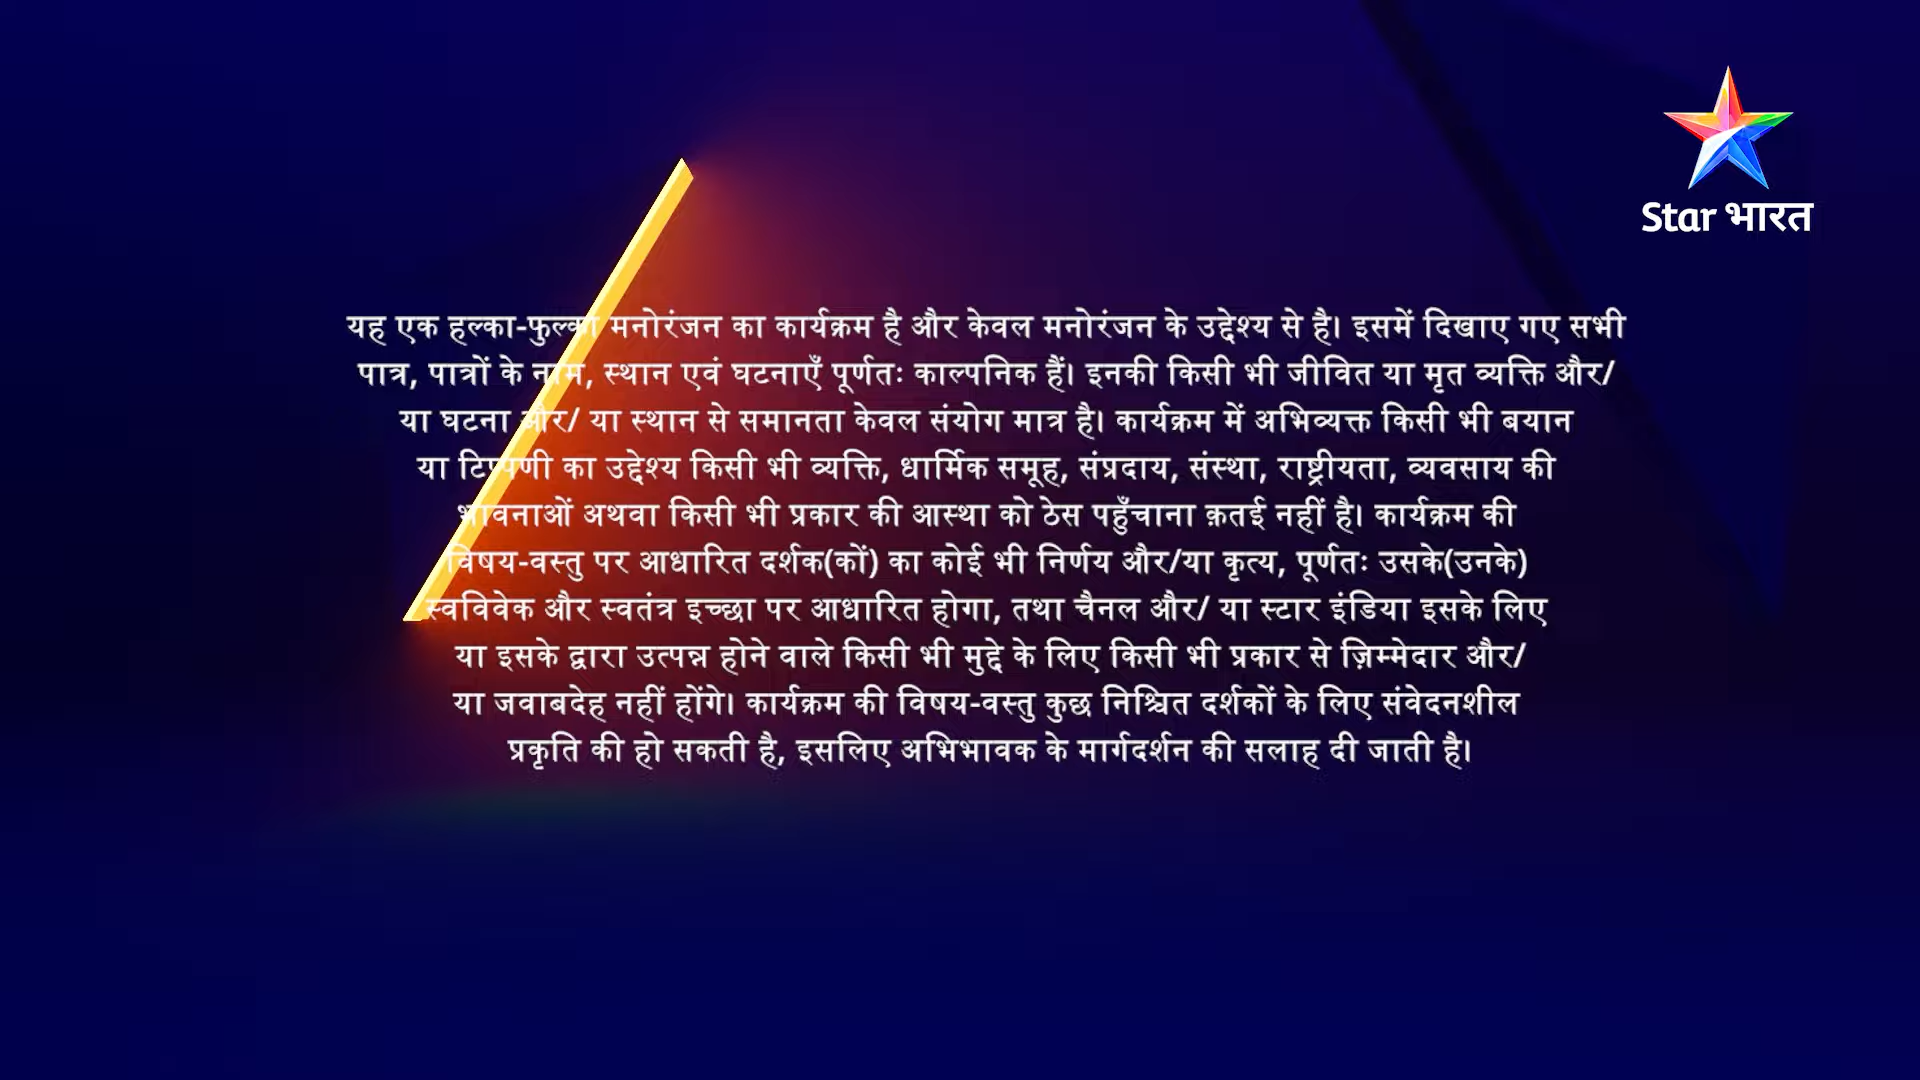 Star भारत
यह एक हल्का-फुल्का मनोरंजन का कार्यक्रम है और केवल मनोरंजन के उद्देश्य से है। इसमें दिखाए गए सभी
पात्र, पात्रों के नाम, स्थान एवं घटनाएँ पूर्णतः काल्पनिक हैं। इनकी किसी भी जीवित या मृत व्यक्ति और/
या घटना और/ या स्थान से समानता केवल संयोग मात्र है। कार्यक्रम में अभिव्यक्त किसी भी बयान
या टिप्पणी का उद्देश्य किसी भी व्यक्ति, धार्मिक समूह, संप्रदाय, संस्था, राष्ट्रीयता, व्यवसाय की
भावनाओं अथवा किसी भी प्रकार की आस्था को ठेस पहुँचाना क़तई नहीं है। कार्यक्रम की
विषय-वस्तु पर आधारित दर्शक(कों) का कोई भी निर्णय और/या कृत्य, पूर्णतः उसके(उनके)
स्वविवेक और स्वतंत्र इच्छा पर आधारित होगा, तथा चैनल और/ या स्टार इंडिया इसके लिए
या इसके द्वारा उत्पन्न होने वाले किसी भी मुद्दे के लिए किसी भी प्रकार से ज़िम्मेदार और/
या जवाबदेह नहीं होंगे। कार्यक्रम की विषय-वस्तु कुछ निश्चित दर्शकों के लिए संवेदनशील
प्रकृति की हो सकती है, इसलिए अभिभावक के मार्गदर्शन की सलाह दी जाती है।